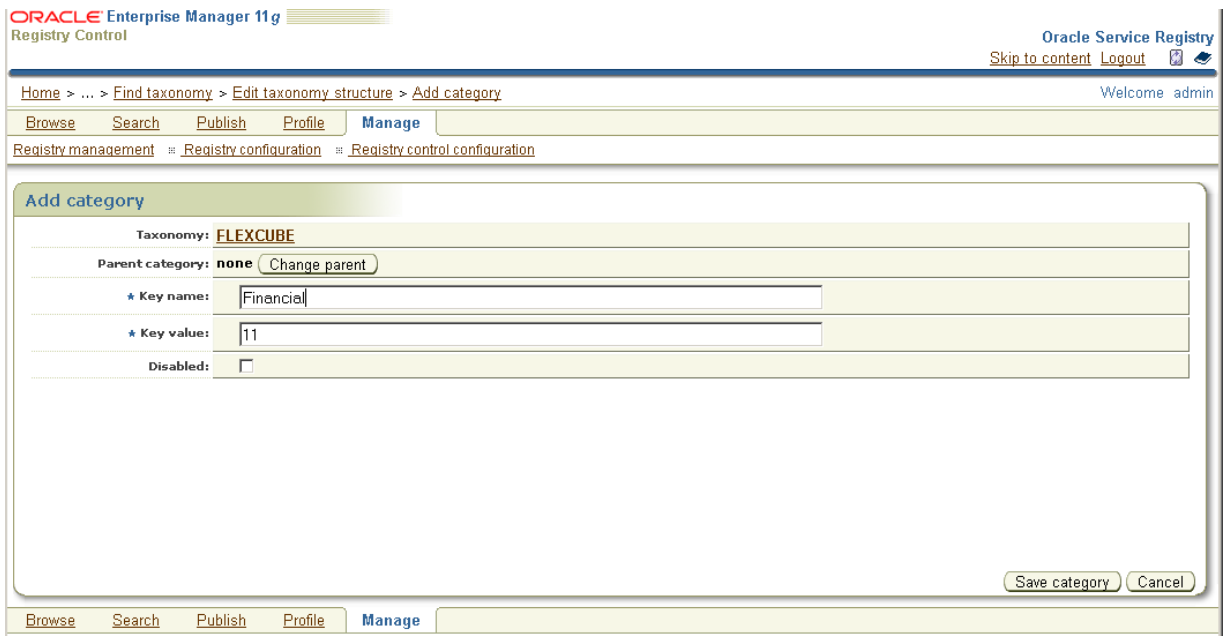 ORACLE Enterprise Manager 11g
Registry Control
Oracle Service Registry
Skip to content Logout
Home > ... > Find taxonomy > Edit taxonomy structure > Add category
Welcome admin
Browse Search Publish Profile Manage
Registry management Registry configuration Registry control configuration
Add category
Taxonomy: FLEXCUBE
Parent category: none Change parent
* Key name: Financial
* Key value: 11
Disabled:
Save category Cancel
Browse Search Publish Profile Manage